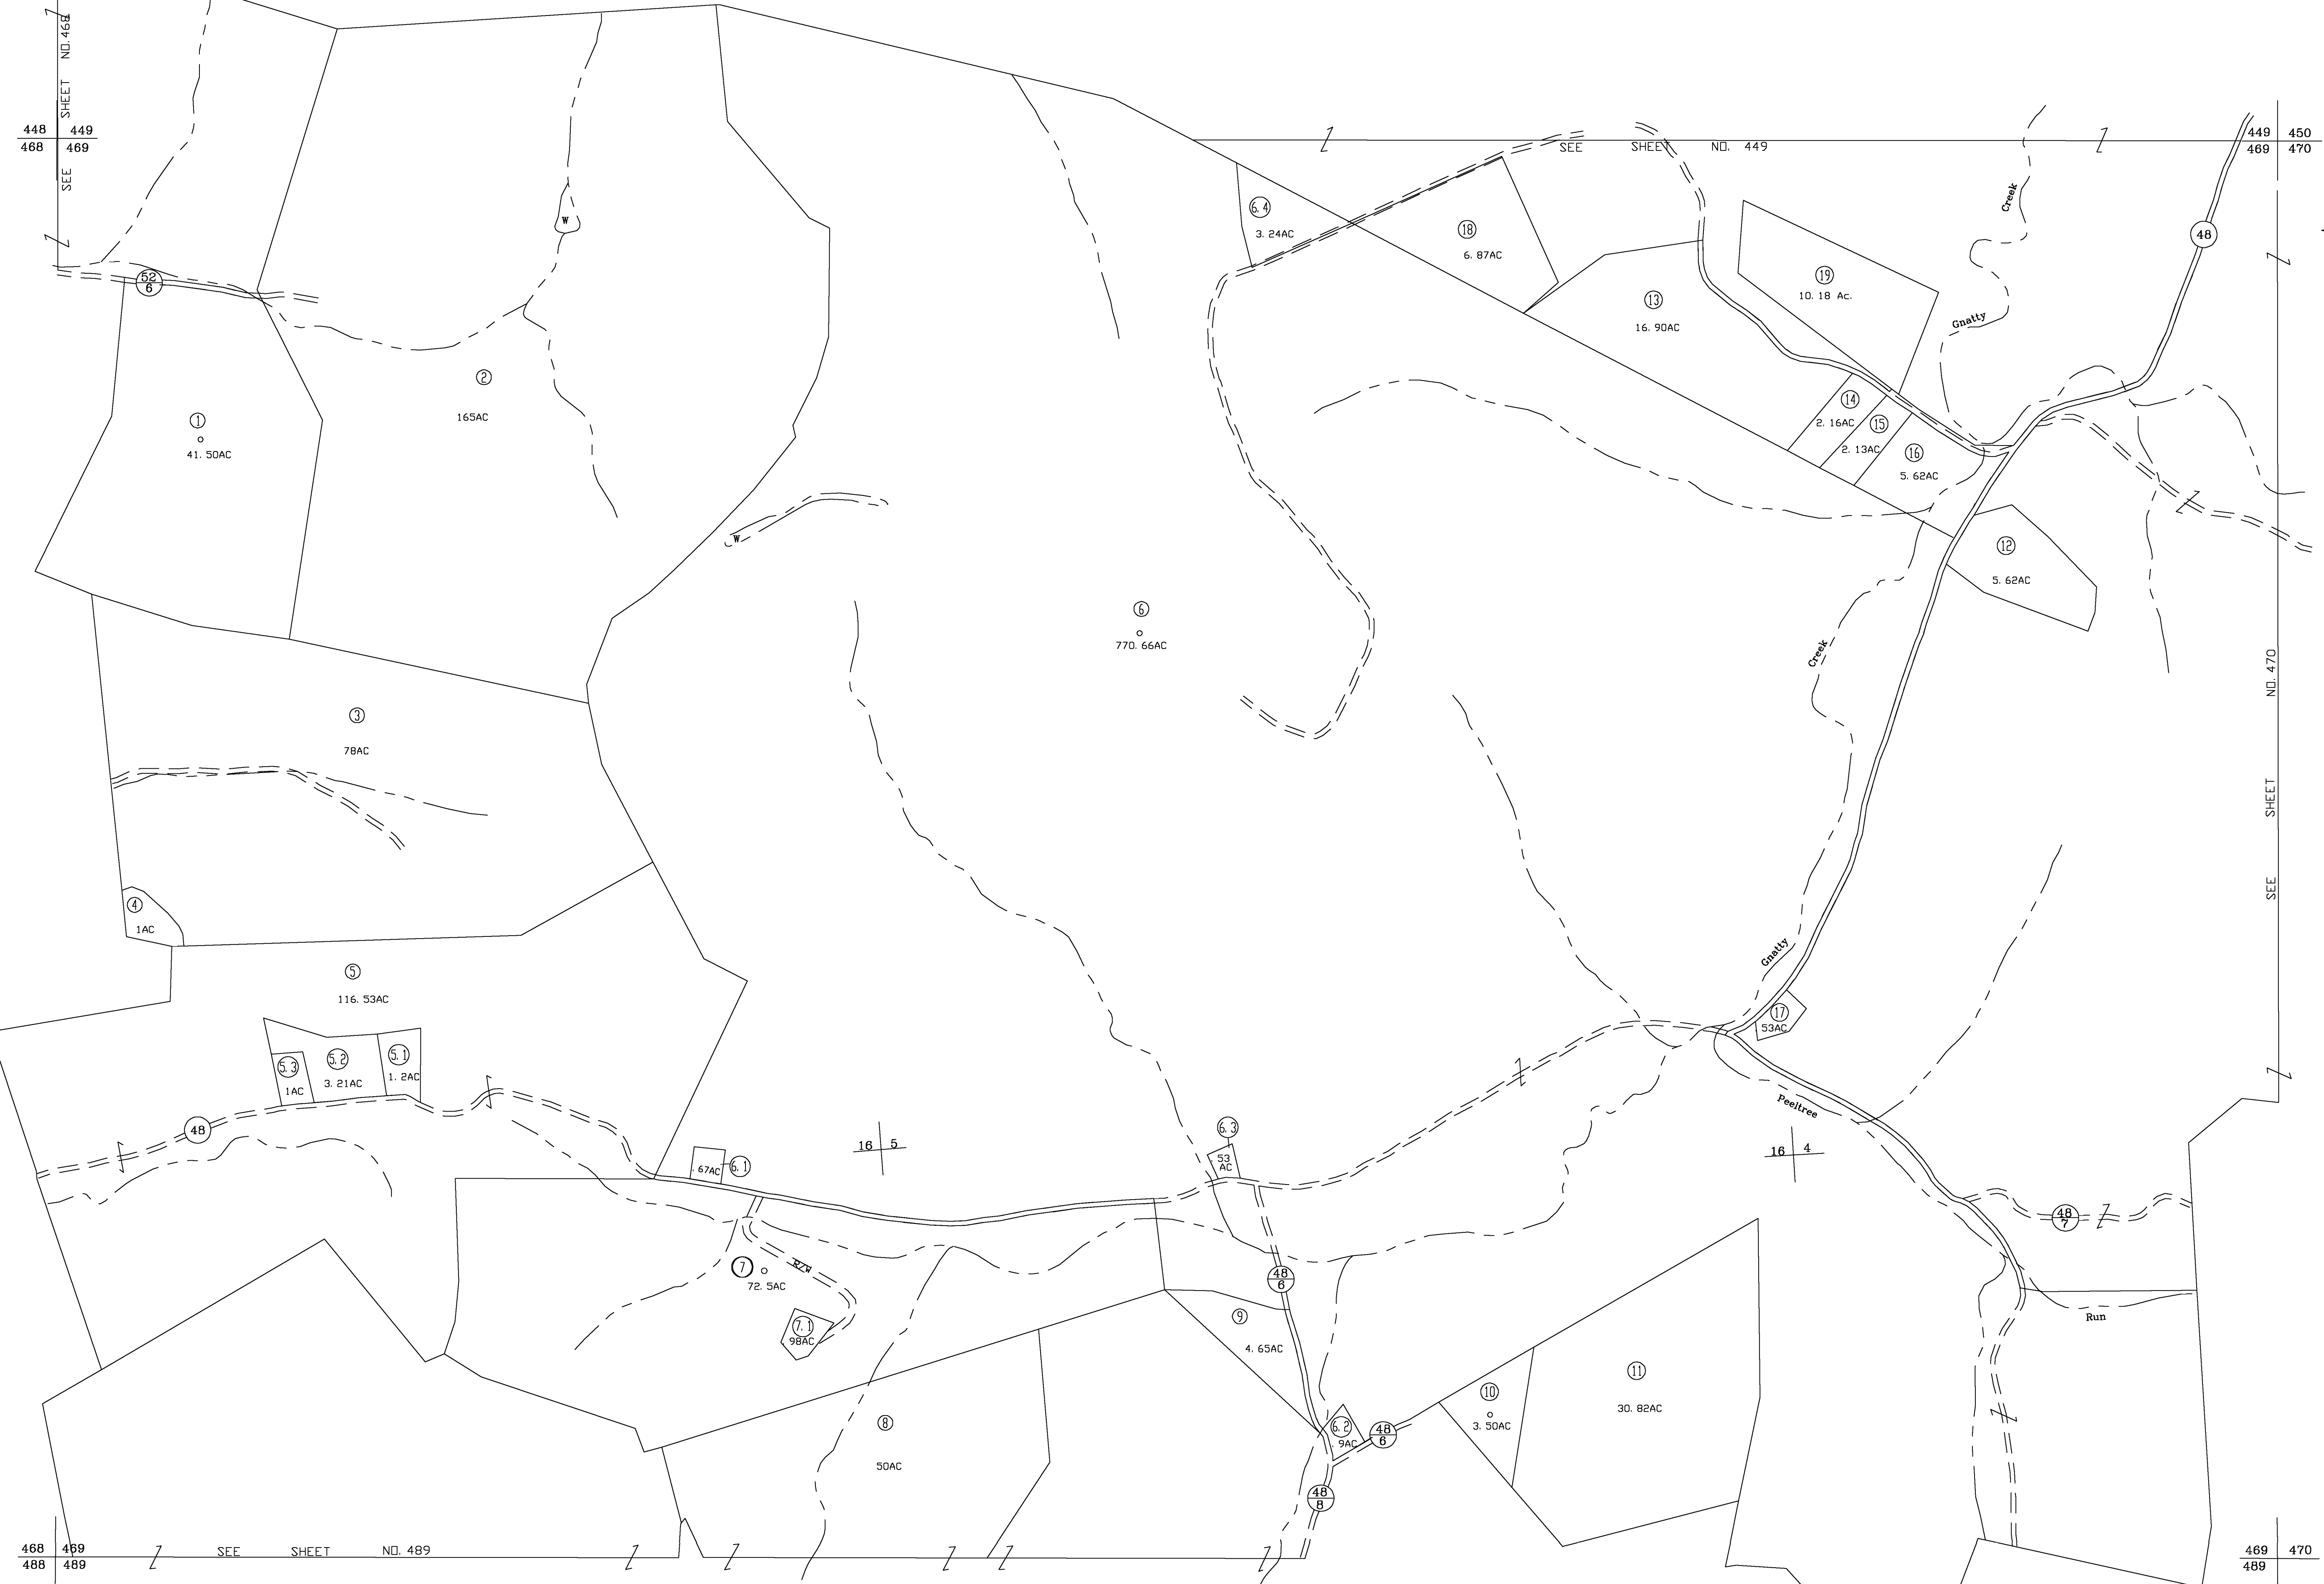 SEE SHEET NO. 468
448 449
468 469
449 450
469 470
SEE SHEET NO. 449
W
6.4
3. 24AC
18
6. 87AC
Creek
48
19
10. 18 Ac.
52
6
13
16. 90AC
Gnatty
2
165AC
14
2. 16AC
15
2. 13AC
1
41. 50AC
16
5. 62AC
W
12
5. 62AC
6
770. 66AC
Creek
SEE SHEET NO. 470
3
78AC
4
1AC
Gnatty
5
116. 53AC
17
53AC
5.3
1AC
5.2
3. 21AC
5.1
1. 2AC
Peeltree
48
16 5
6.3
. 53
AC
16 4
. 67AC
6.1
48
7
7
72. 5AC
R/W
48
6
9
4. 65AC
Run
7.1
98AC
11
30. 82AC
10
3. 50AC
8
50AC
6.2
. 9AC
48
6
48
8
468 469
488 489
SEE SHEET NO. 489
469 470
489